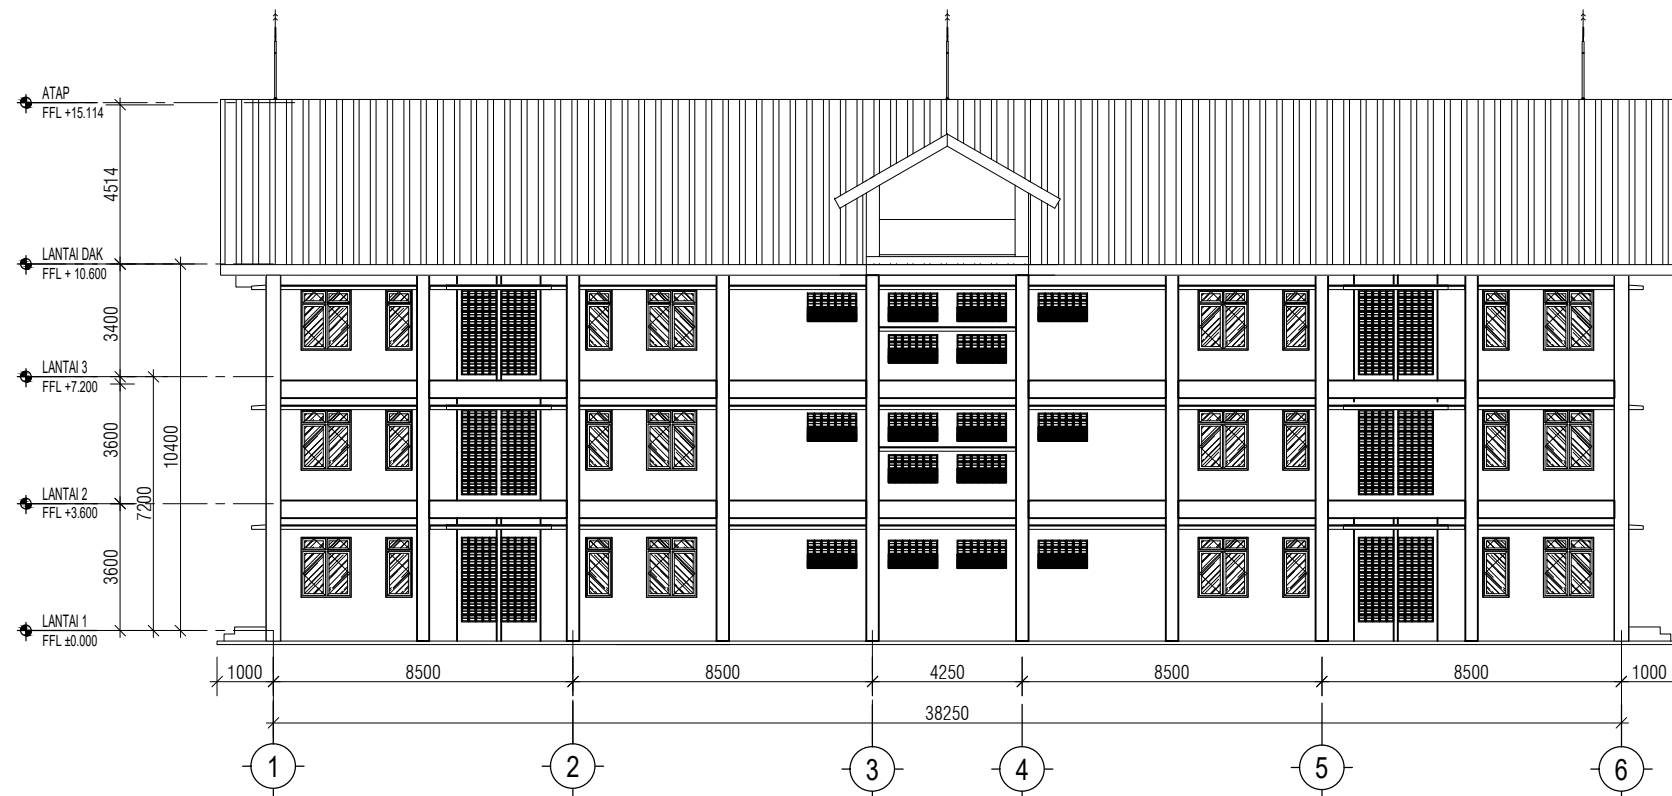 ATAP
FFL +15.114
4514
LANTAI DAK
FFL + 10.600
3400
LANTAI 3
FFL +7.200
3600
10400
LANTAI 2
FFL +3.600
7200
3600
LANTAI 1
FFL ±0.000
1000 8500 8500 4250 8500 8500 1000
38250
1 2 3 4 5 6